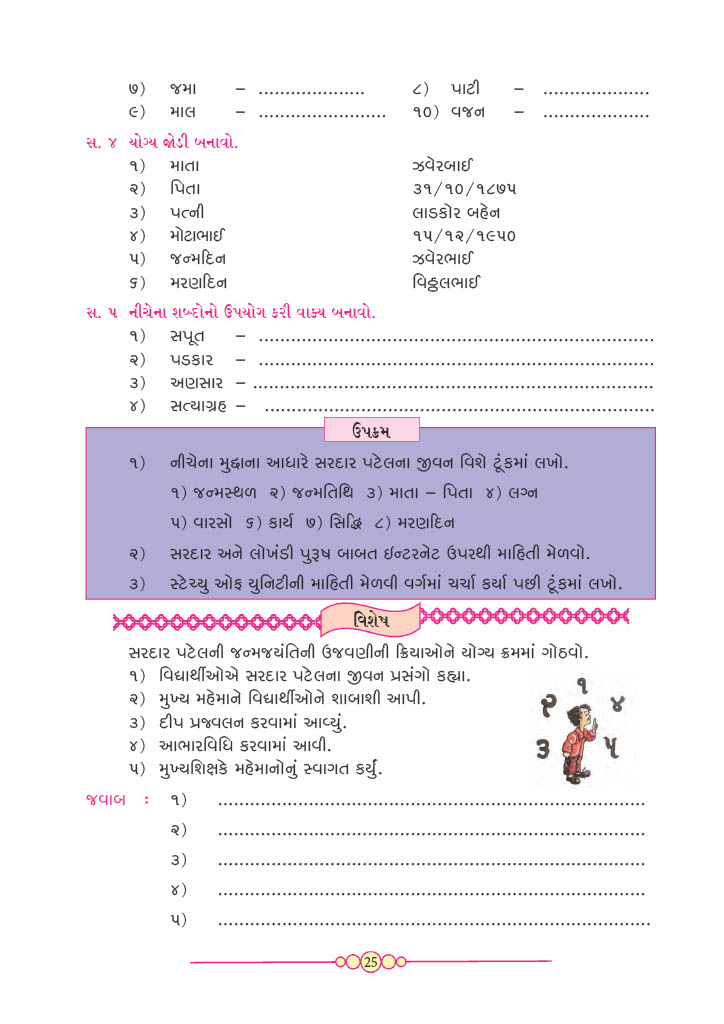 ૭) જમા – .................... ૮) પાટી – ....................
૯) માલ – ........................ ૧૦) વજન – ....................
સ. ૪ યોગ્ય જોડી બનાવો.
૧) માતા ઝવેરબાઈ
૨) પિતા ૩૧/૧૦/૧૮૭૫
૩) પત્ની લાડકોર બહેન
૪) મોટાભાઈ ૧૫/૧૨/૧૯૫૦
૫) જન્મદિન ઝવેરભાઈ
૬) મરણદિન વિઠ્ઠલભાઈ
સ. ૫ નીચેના શબ્દોનો ઉપયોગ કરી વાક્ય બનાવો.
૧) સપૂત – ..........................................................................
૨) પડકાર – ..........................................................................
૩) અણસાર – ...........................................................................
૪) સત્યાગ્રહ – .........................................................................
ઉપક્રમ
૧) નીચેના મુદ્દાના આધારે સરદાર પટેલના જીવન વિશે ટૂંકમાં લખો.
૧) જન્મસ્થળ ૨) જન્મતિથિ ૩) માતા – પિતા ૪) લગ્ન
૫) વારસો ૬) કાર્ય ૭) સિદ્ધિ ૮) મરણદિન
૨) સરદાર અને લોખંડી પુરૂષ બાબત ઇન્ટરનેટ ઉપરથી માહિતી મેળવો.
૩) સ્ટેચ્યુ ઓફ યુનિટીની માહિતી મેળવી વર્ગમાં ચર્ચા કર્યા પછી ટૂંકમાં લખો.
વિશેષ
સરદાર પટેલની જન્મજયંતિની ઉજવણીની ક્રિયાઓને યોગ્ય ક્રમમાં ગોઠવો.
૧) વિદ્યાર્થીઓએ સરદાર પટેલના જીવન પ્રસંગો કહ્યા.
૨) મુખ્ય મહેમાને વિદ્યાર્થીઓને શાબાશી આપી.
૩) દીપ પ્રજ્વલન કરવામાં આવ્યું.
૪) આભારવિધિ કરવામાં આવી.
૫) મુખ્યશિક્ષકે મહેમાનોનું સ્વાગત કર્યું.
૧
૨ ૪
૩ ૫
જવાબ : ૧) ................................................................................
૨) ................................................................................
૩) ................................................................................
૪) ................................................................................
૫) .................................................................................
25